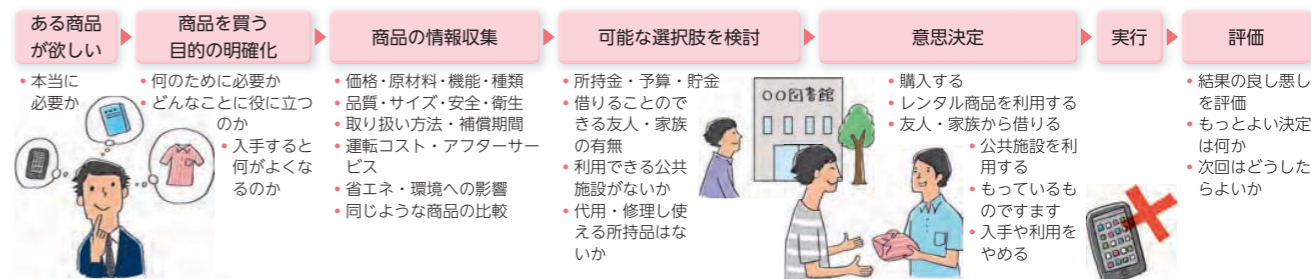 ある商品
が欲しい
商品を買う
目的の明確化
商品の情報収集
可能な選択肢を検討
意思決定
実行
評価
• 本当に
必要か
• 何のために必要か
• どんなことに役に立つ
のか
• 入手すると
何がよくな
るのか
• 価格・原材料・機能・種類
• 品質・サイズ・安全・衛生
• 取り扱い方法・補償期間
• 運転コスト・アフターサー
ビス
• 省エネ・環境への影響
• 同じような商品の比較
• 所持金・予算・貯金
• 借りることので
きる友人・家族
の有無
• 利用できる公共
施設がないか
• 代用・修理し使
える所持品はな
いか
〇〇図書館
• 購入する
• レンタル商品を利用する
• 友人・家族から借りる
• 公共施設を利
用する
• もっているも
のですます
• 入手や利用を
やめる
• 結果の良し悪し
を評価
• もっとよい決定
は何か
• 次回はどうした
らよいか